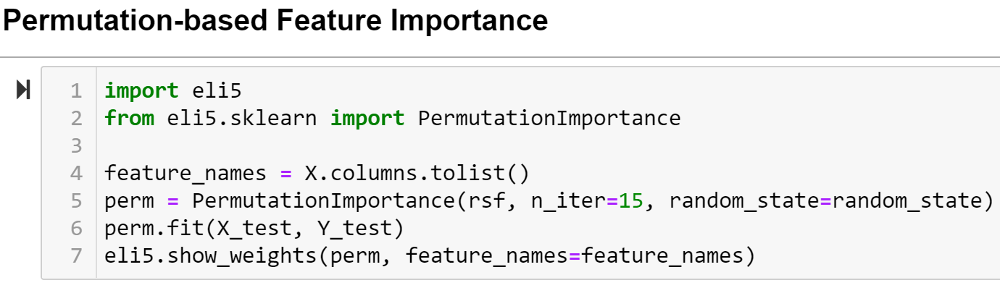 Permutation-based Feature Importance
1 import eli5
2 from eli5.sklearn import PermutationImportance
3
4 feature_names = X.columns.tolist()
5 perm = PermutationImportance(rsf, n_iter=15, random_state=random_state)
6 perm.fit(X_test, Y_test)
7 eli5.show_weights(perm, feature_names=feature_names)